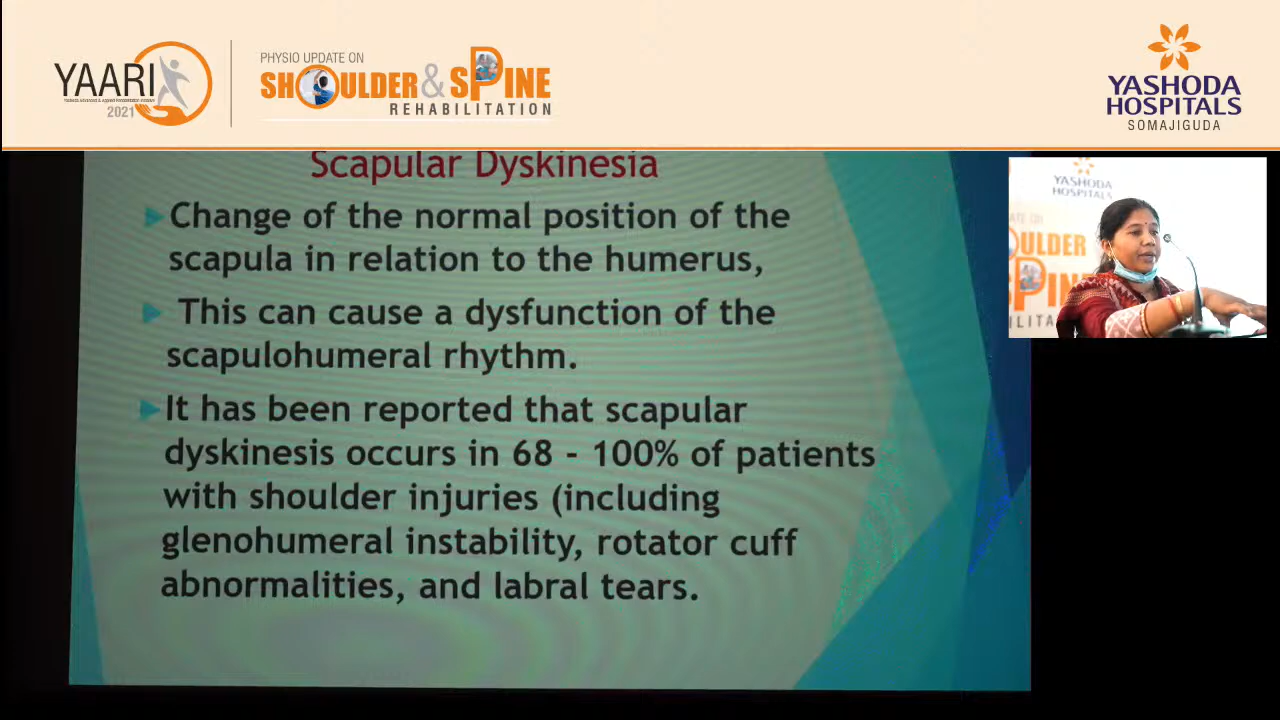 YAARI
2021
PHYSIO UPDATE ON
SHOULDER & SPINE
REHABILITATION
YASHODA
HOSPITALS
SOMAJIGUDA
Scapular Dyskinesia
Change of the normal position of the
scapula in relation to the humerus,
This can cause a dysfunction of the
scapulohumeral rhythm.
It has been reported that scapular
dyskinesis occurs in 68 - 100% of patients
with shoulder injuries (including
glenohumeral instability, rotator cuff
abnormalities, and labral tears.
YASHODA
HOSPITALS
ULDER
PIN